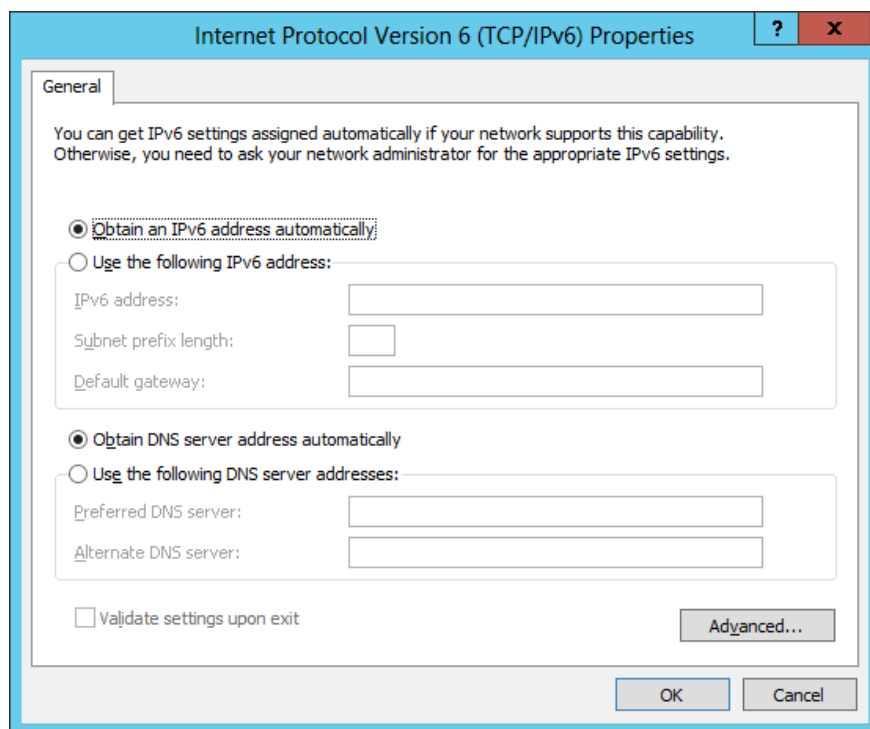 Internet Protocol Version 6 (TCP/IPv6) Properties
?
x
General
You can get IPv6 settings assigned automatically if your network supports this capability.
Otherwise, you need to ask your network administrator for the appropriate IPv6 settings.
Obtain an IPv6 address automatically
Use the following IPv6 address:
IPv6 address:
Subnet prefix length:
Default gateway:
Obtain DNS server address automatically
Use the following DNS server addresses:
Preferred DNS server:
Alternate DNS server:
Validate settings upon exit
Advanced...
OK
Cancel